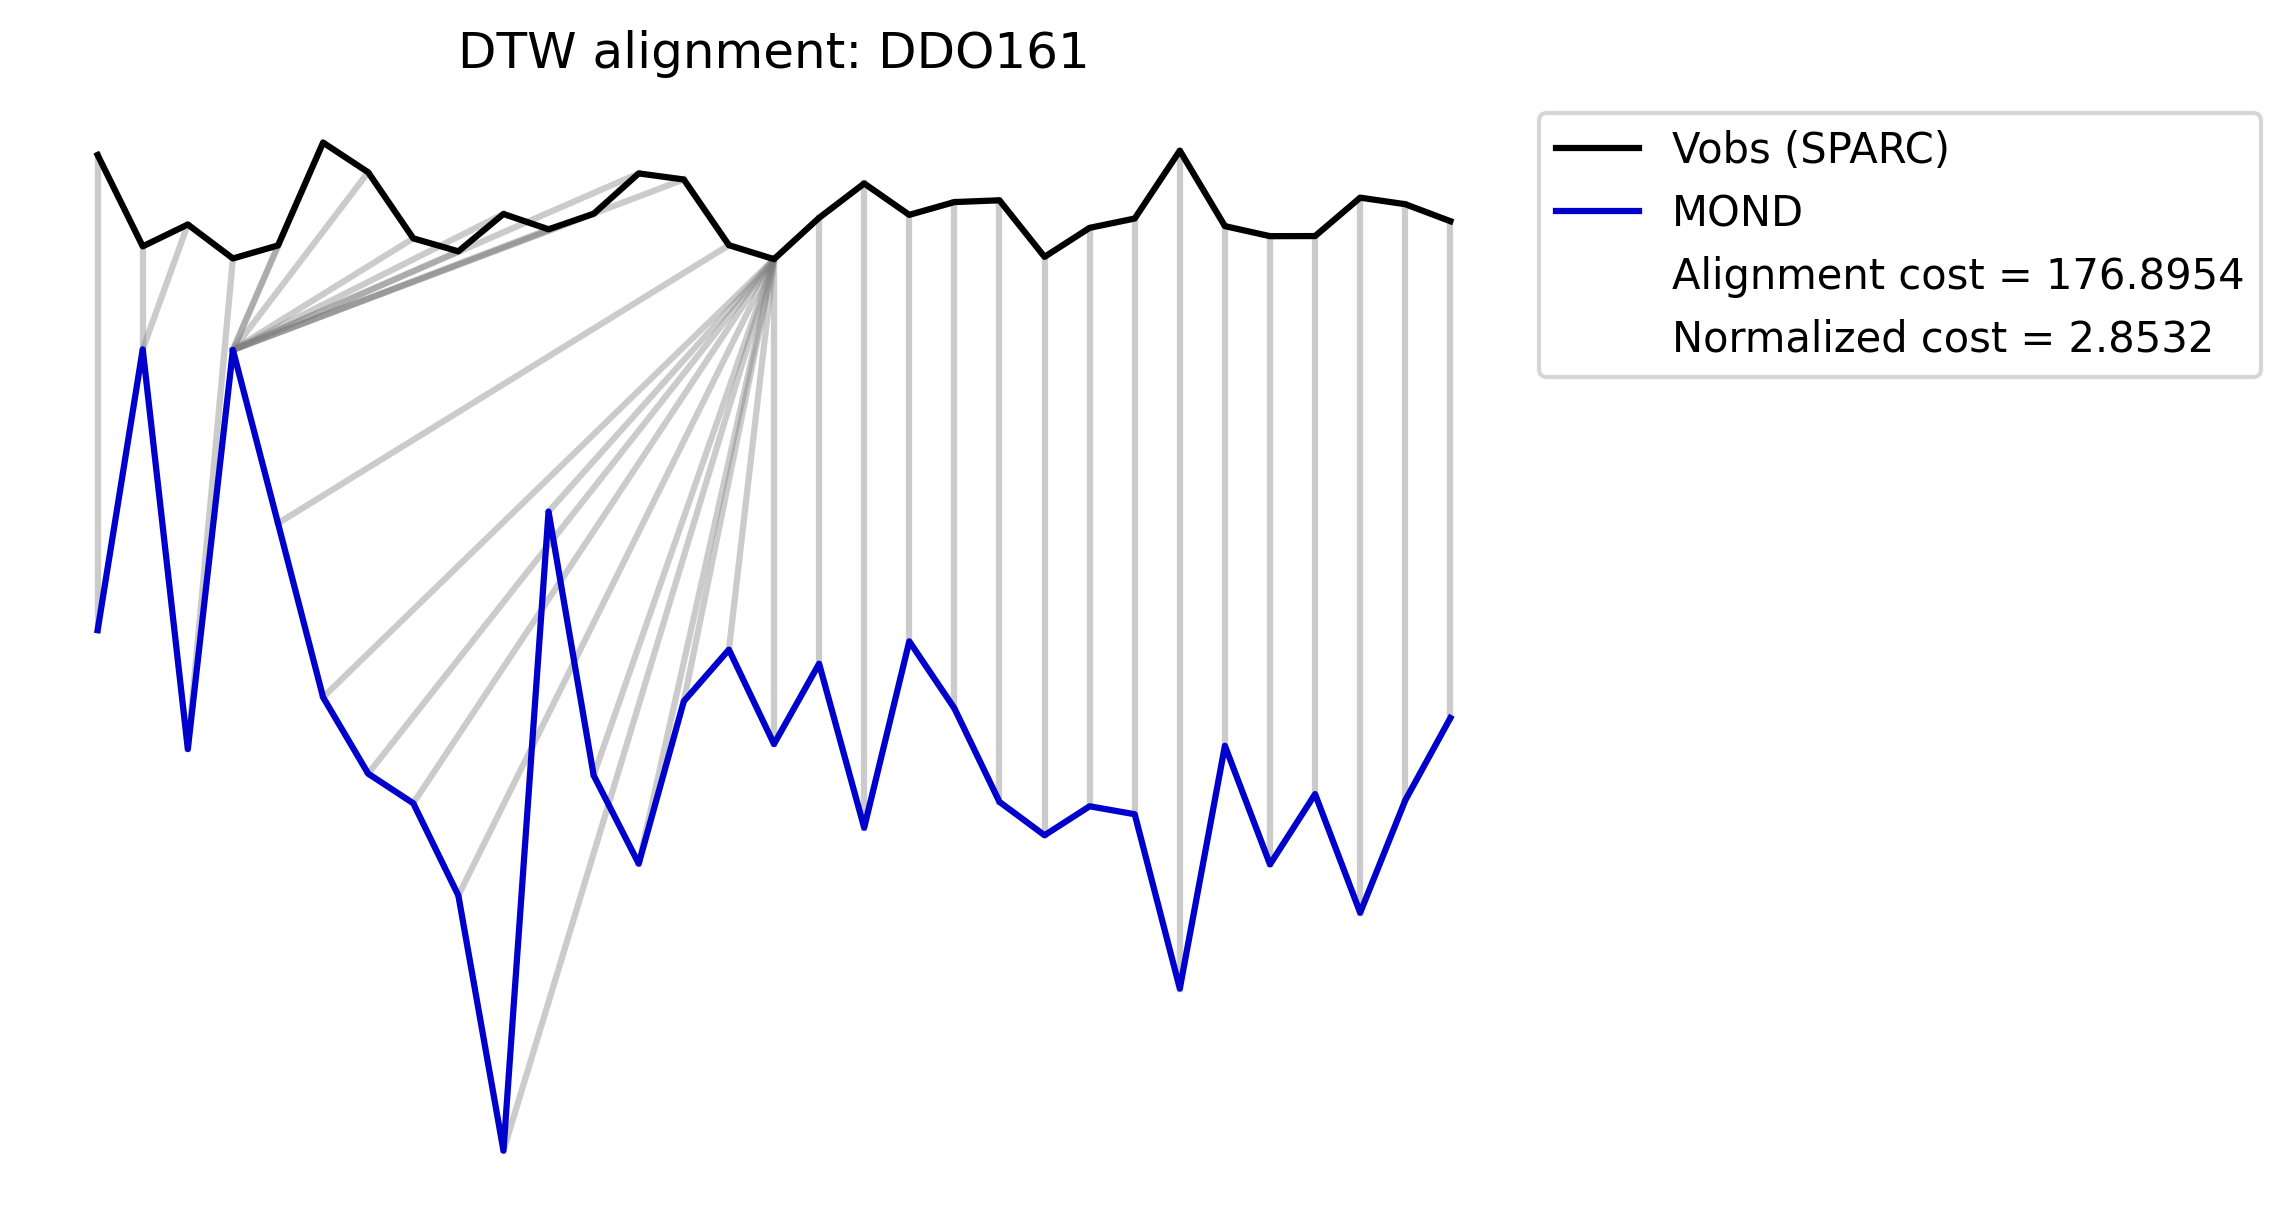 DTW alignment: DDO161
Vobs (SPARC)
MOND
Alignment cost = 176.8954
Normalized cost = 2.8532